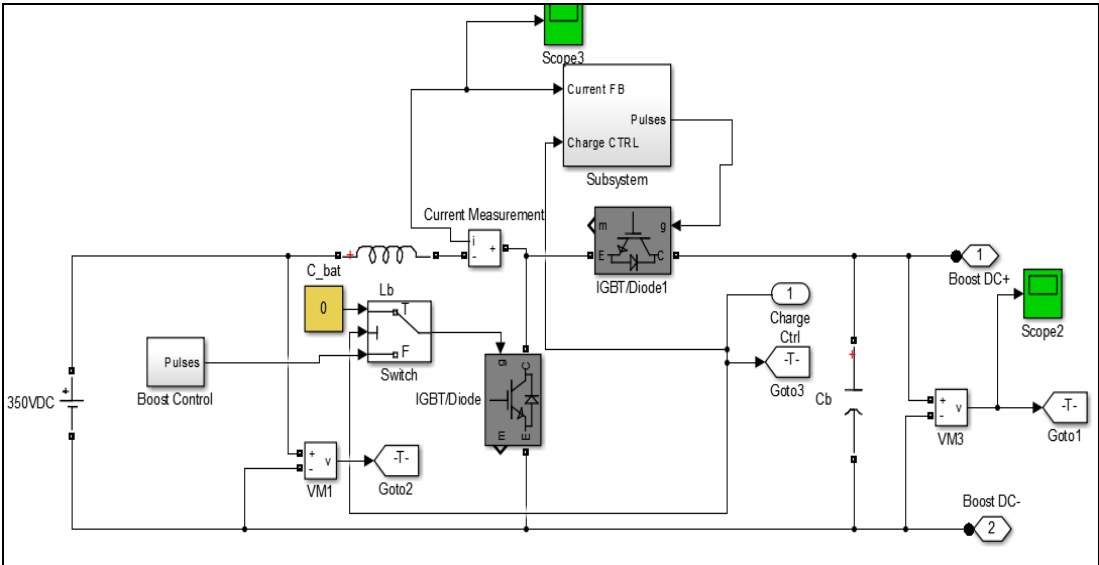 Scope3
Current FB
Pulses
Charge CTRL
Subsystem
Current Measurement
i
+
-
m
g
E
C
IGBT/Diode1
1
Boost DC+
C_bat
0
Lb
T
F
Switch
1
Charge
Ctrl
-T-
Goto3
Scope2
Pulses
Boost Control
IGBT/Diode
g
C
m
E
350VDC
+
Cb
+
-
v
VM3
-T-
Goto1
+
-
v
VM1
-T-
Goto2
Boost DC-
2